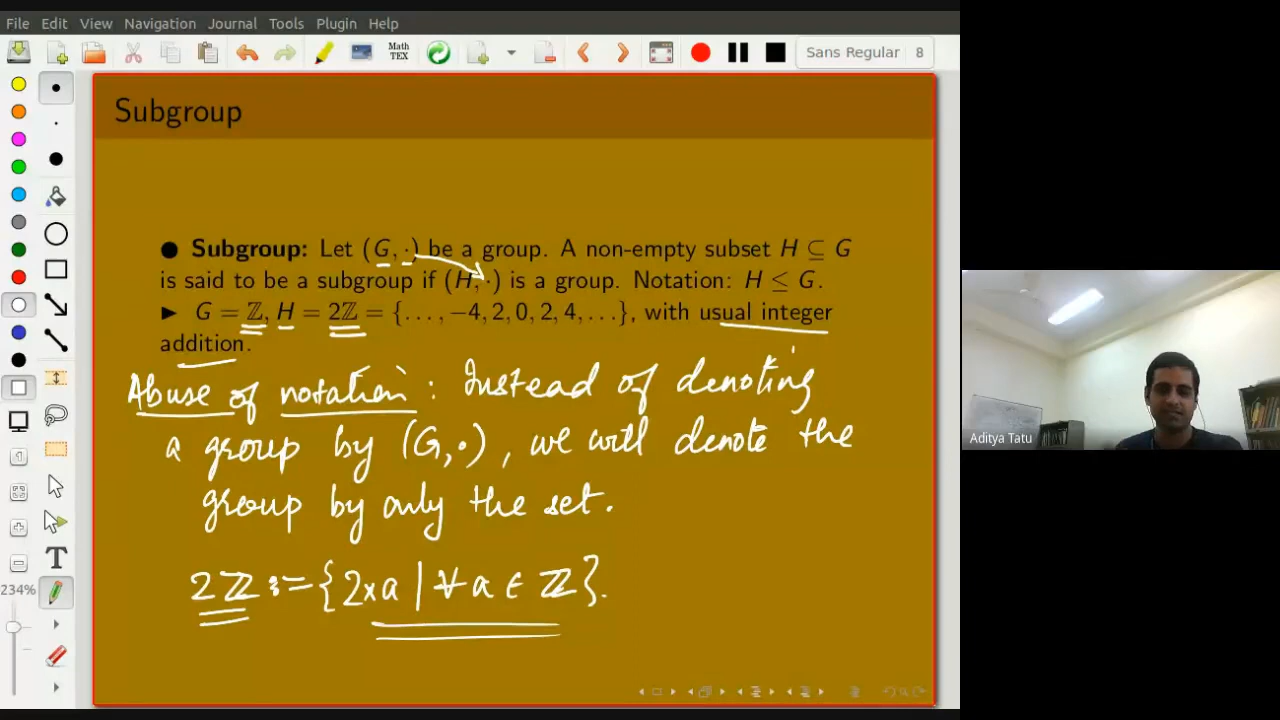 File Edit View Navigation Journal Tools Plugin Help
Math TEX
Sans Regular 8
Subgroup
● Subgroup: Let (G, ·) be a group. A non-empty subset H ⊆ G
is said to be a subgroup if (H, ·) is a group. Notation: H ≤ G.
► G = ℤ, H = 2ℤ = {. . . , −4, 2, 0, 2, 4, . . .}, with usual integer
addition.
Abuse of notation : Instead of denoting
a group by (G, ·) , we will denote the
group by only the set.
2ℤ := {2×a | ∀ a ∈ ℤ}.
234%
Aditya Tatu